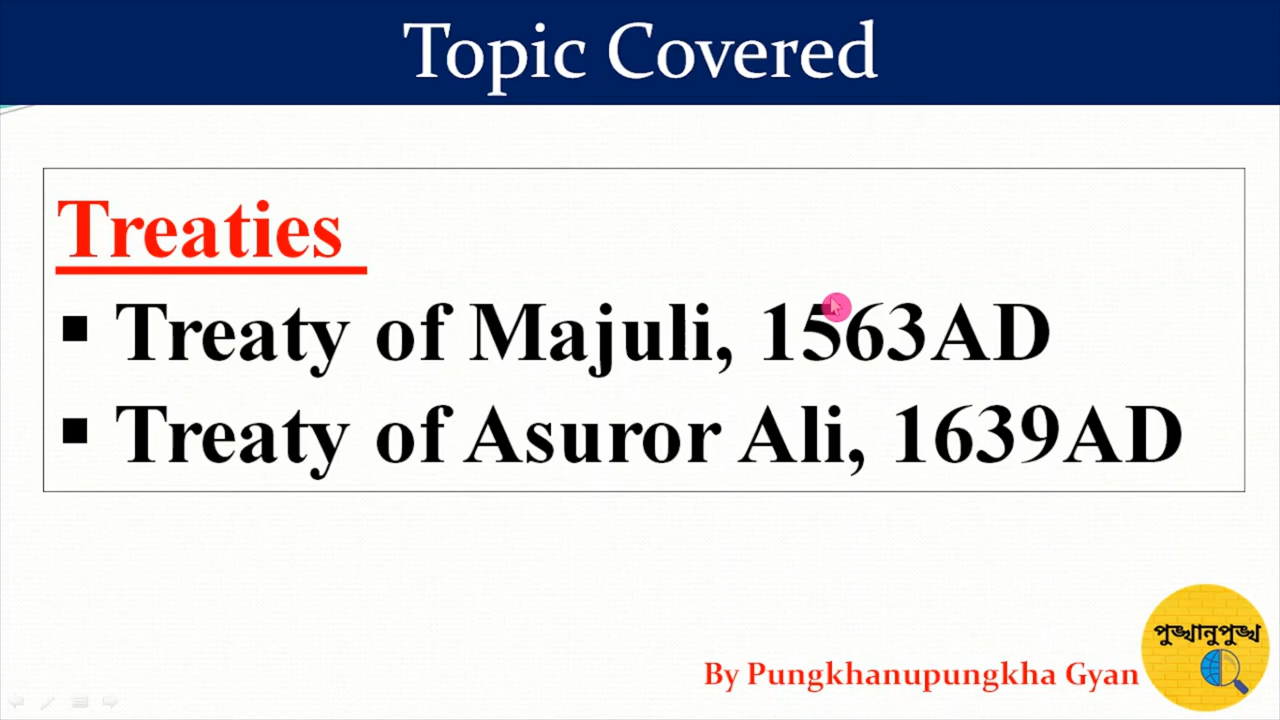 Topic Covered
Treaties
▪ Treaty of Majuli, 1563AD
▪ Treaty of Asuror Ali, 1639AD
পুঙ্খানুপুঙ্খ
By Pungkhanupungkha Gyan